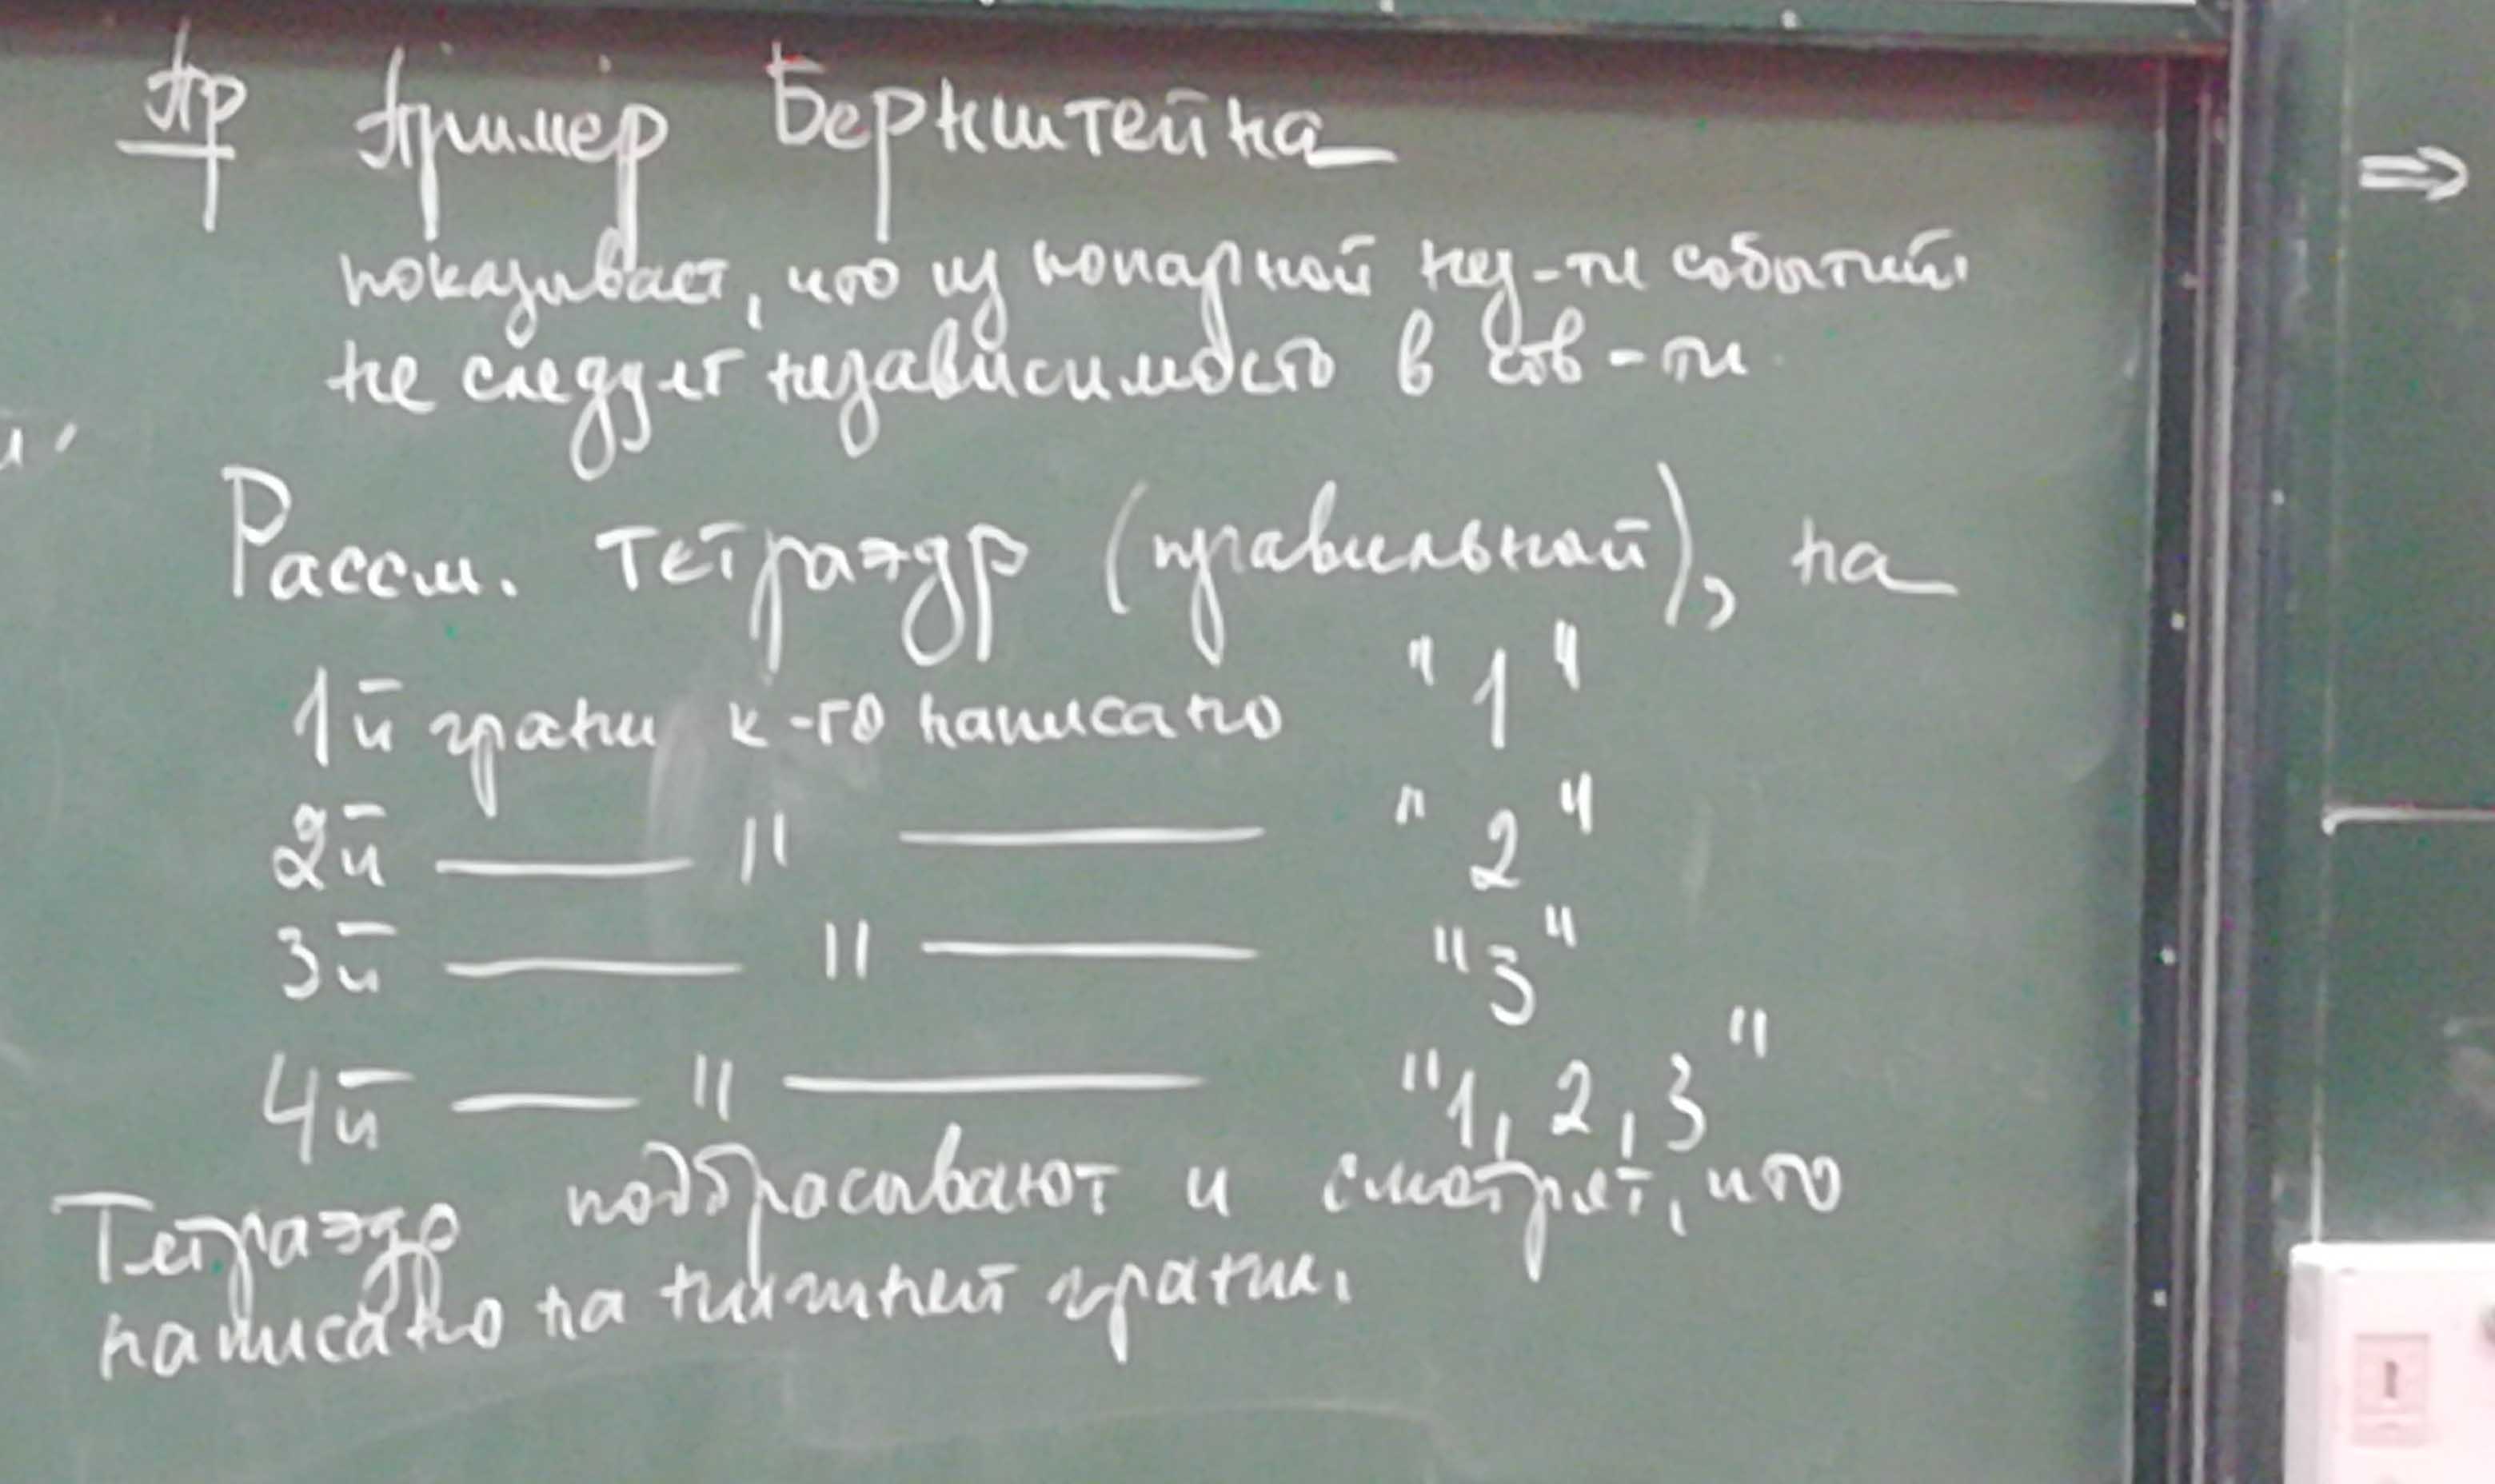 Пр Пример Бернштейна
показывает, что из попарной нез-ти событий
не следует независимость в сов-ти.
Рассм. тетраэдр (правильный), на
1й грани к-го написано "1"
2й —— " —— "2"
3й —— " —— "3"
4й —— " —— "1, 2, 3"
Тетраэдр подбрасывают и смотрят, что
написано на нижней грани.
⇒